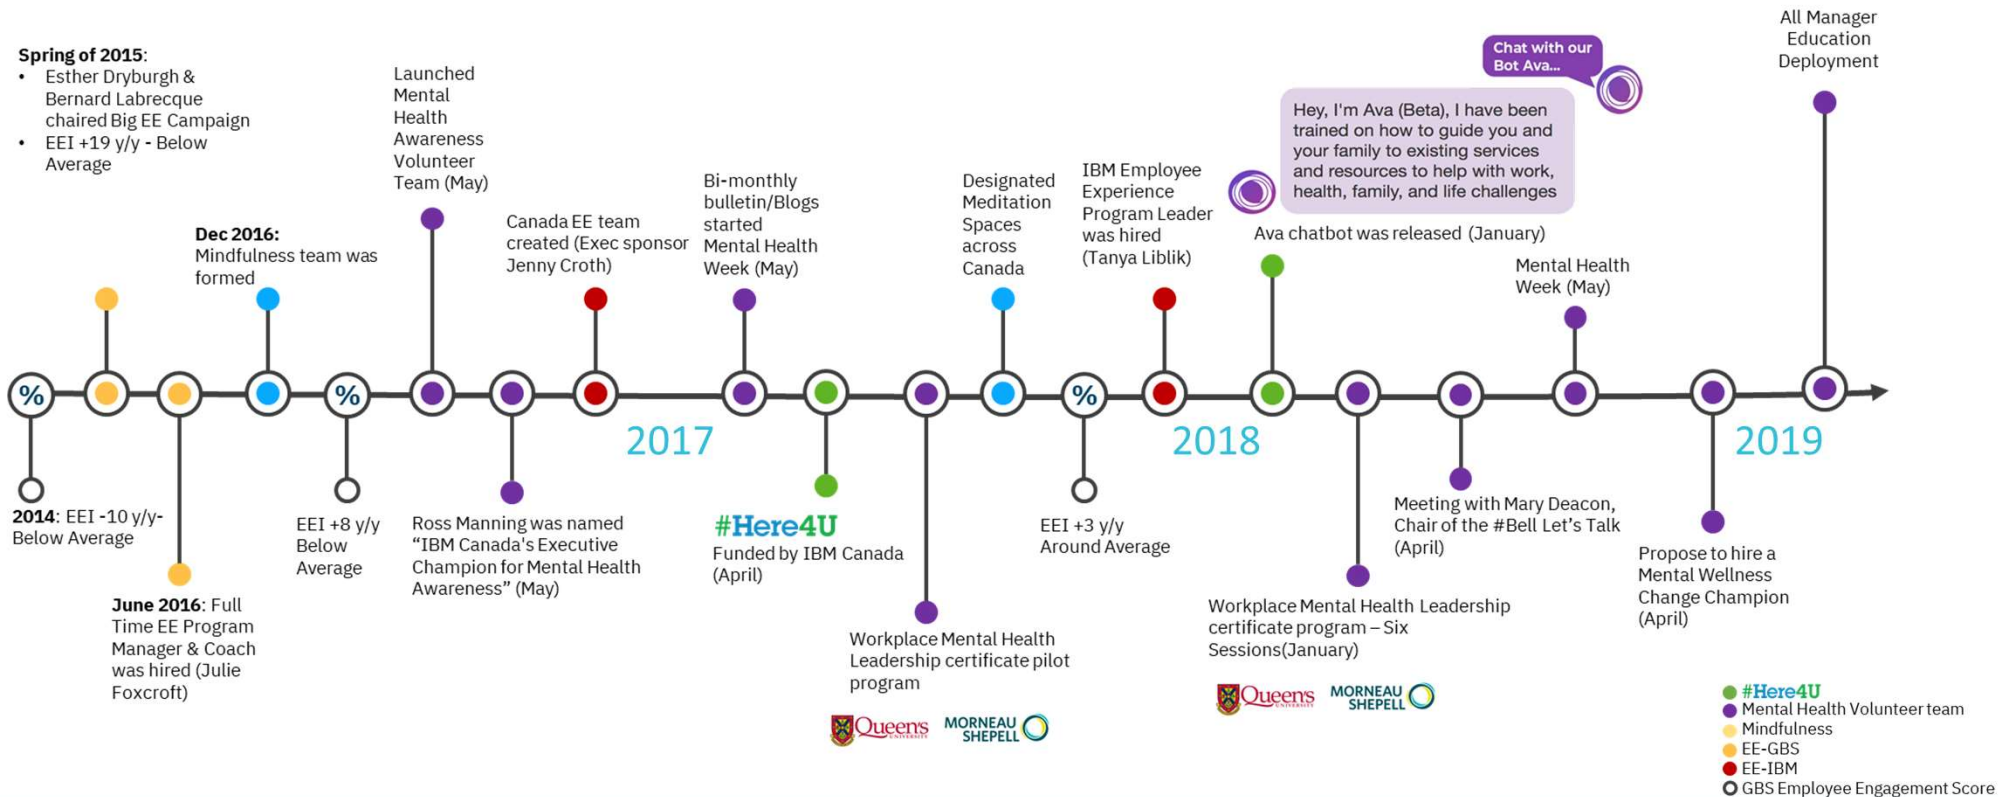 Spring of 2015:
• Esther Dryburgh &
Bernard Labrecque
chaired Big EE Campaign
• EEI +19 y/y - Below
Average
Dec 2016:
Mindfulness team was
formed
Launched
Mental
Health
Awareness
Volunteer
Team (May)
Canada EE team
created (Exec sponsor
Jenny Croth)
Bi-monthly
bulletin/Blogs
started
Mental Health
Week (May)
Designated
Meditation
Spaces
across
Canada
IBM Employee
Experience
Program Leader
was hired
(Tanya Liblik)
Chat with our
Bot Ava...
Hey, I'm Ava (Beta), I have been
trained on how to guide you and
your family to existing services
and resources to help with work,
health, family, and life challenges
Ava chatbot was released (January)
Mental Health
Week (May)
All Manager
Education
Deployment
%
%
%
2017
2018
2019
2014: EEI -10 y/y-
Below Average
June 2016: Full
Time EE Program
Manager & Coach
was hired (Julie
Foxcroft)
EEI +8 y/y
Below
Average
Ross Manning was named
“IBM Canada's Executive
Champion for Mental Health
Awareness” (May)
#Here4U
Funded by IBM Canada
(April)
Workplace Mental Health
Leadership certificate pilot
program
Queen's
UNIVERSITY
MORNEAU
SHEPELL
EEI +3 y/y
Around Average
Workplace Mental Health Leadership
certificate program – Six
Sessions(January)
Queen's
UNIVERSITY
MORNEAU
SHEPELL
Meeting with Mary Deacon,
Chair of the #Bell Let’s Talk
(April)
Propose to hire a
Mental Wellness
Change Champion
(April)
#Here4U
Mental Health Volunteer team
Mindfulness
EE-GBS
EE-IBM
GBS Employee Engagement Score